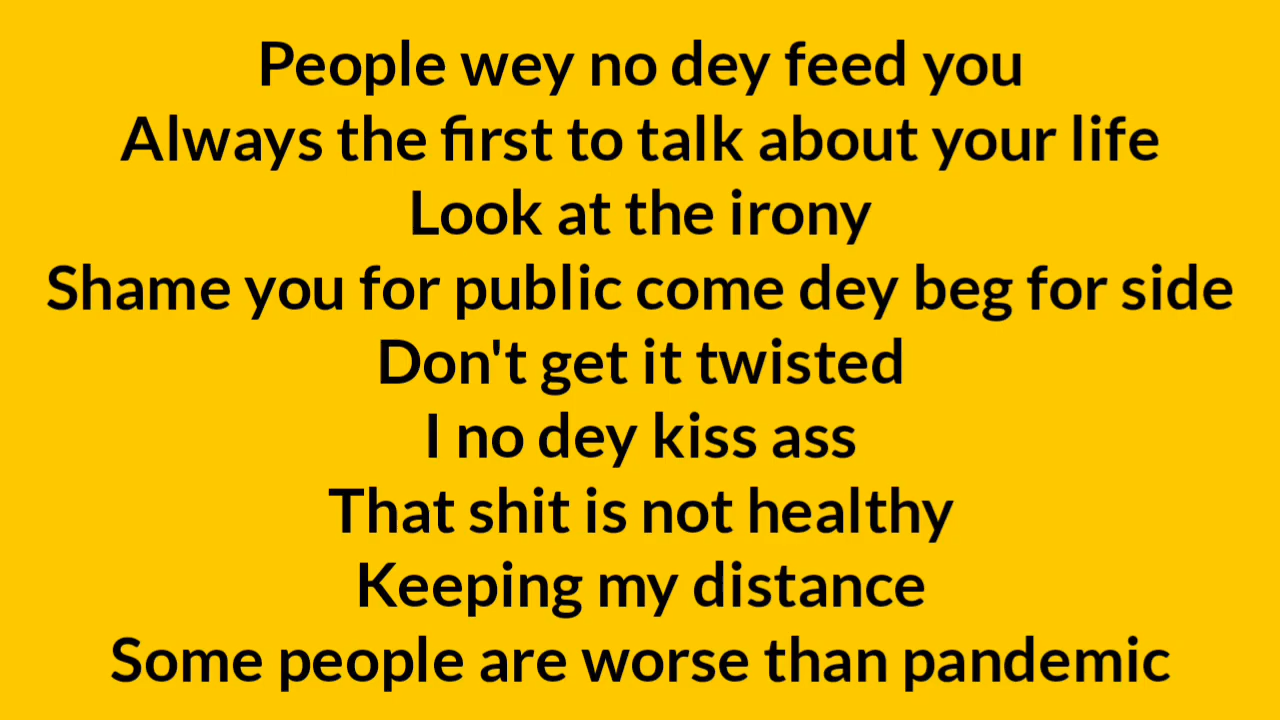 People wey no dey feed you
Always the first to talk about your life
Look at the irony
Shame you for public come dey beg for side
Don't get it twisted
I no dey kiss ass
That shit is not healthy
Keeping my distance
Some people are worse than pandemic